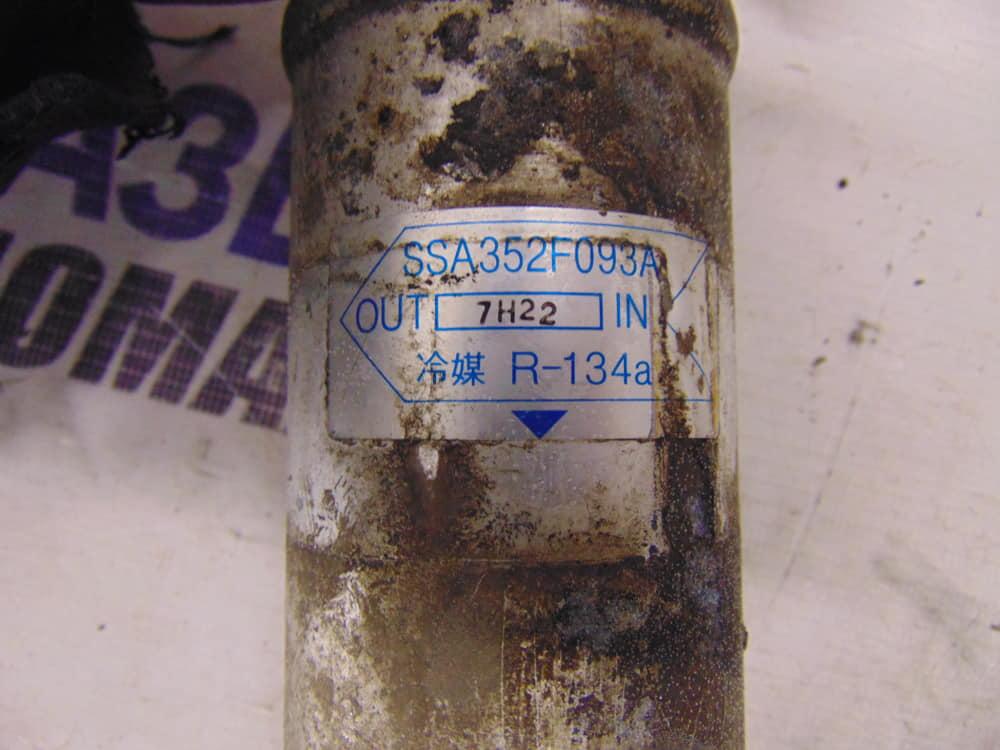 SSA352F093A
OUT 7H22 IN
冷媒 R-134a